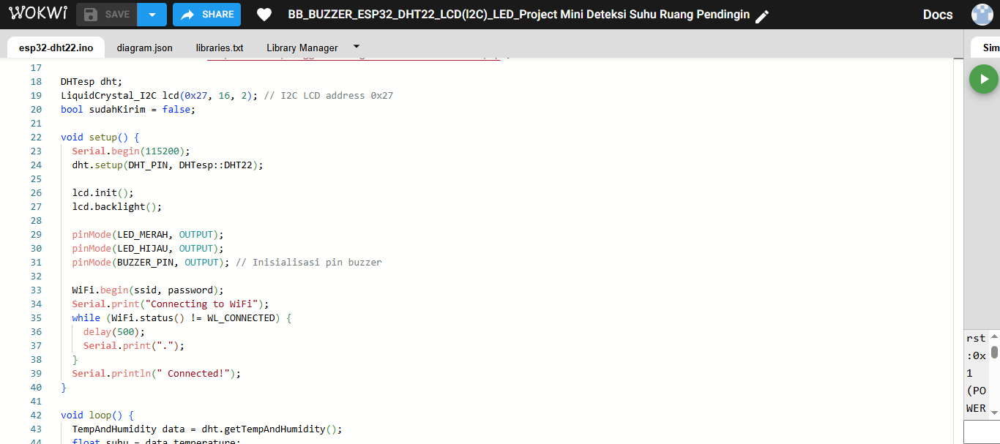 WOKWI SAVE SHARE BB_BUZZER_ESP32_DHT22_LCD(I2C)_LED_Project Mini Deteksi Suhu Ruang Pendingin Docs
esp32-dht22.ino diagram.json libraries.txt Library Manager Sim
17
18 DHTesp dht;
19 LiquidCrystal_I2C lcd(0x27, 16, 2); // I2C LCD address 0x27
20 bool sudahKirim = false;
21
22 void setup() {
23 Serial.begin(115200);
24 dht.setup(DHT_PIN, DHTesp::DHT22);
25
26 lcd.init();
27 lcd.backlight();
28
29 pinMode(LED_MERAH, OUTPUT);
30 pinMode(LED_HIJAU, OUTPUT);
31 pinMode(BUZZER_PIN, OUTPUT); // Inisialisasi pin buzzer
32
33 WiFi.begin(ssid, password);
34 Serial.print("Connecting to WiFi");
35 while (WiFi.status() != WL_CONNECTED) {
36 delay(500);
37 Serial.print(".");
38 }
39 Serial.println(" Connected!");
40 }
41
42 void loop() {
43 TempAndHumidity data = dht.getTempAndHumidity();
44 float suhu = data.temperature;
rst
:0x
1
(PO
WER